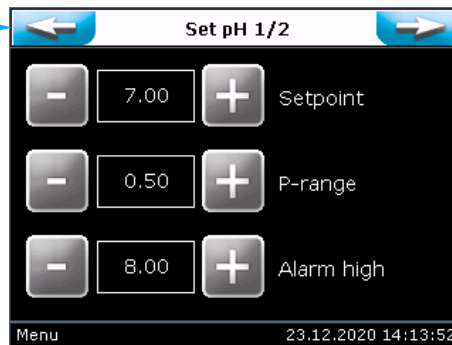 Set pH 1/2
- 7.00 + Setpoint
- 0.50 + P-range
- 8.00 + Alarm high
Menu 23.12.2020 14:13:52